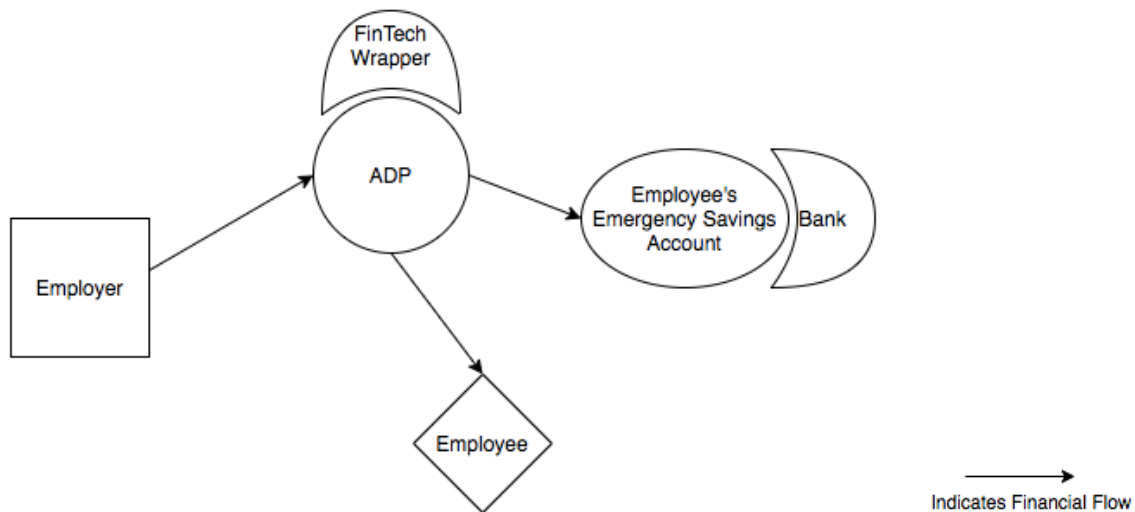 FinTech
Wrapper
ADP
Employee's
Emergency Savings
Account
Bank
Employer
Employee
Indicates Financial Flow